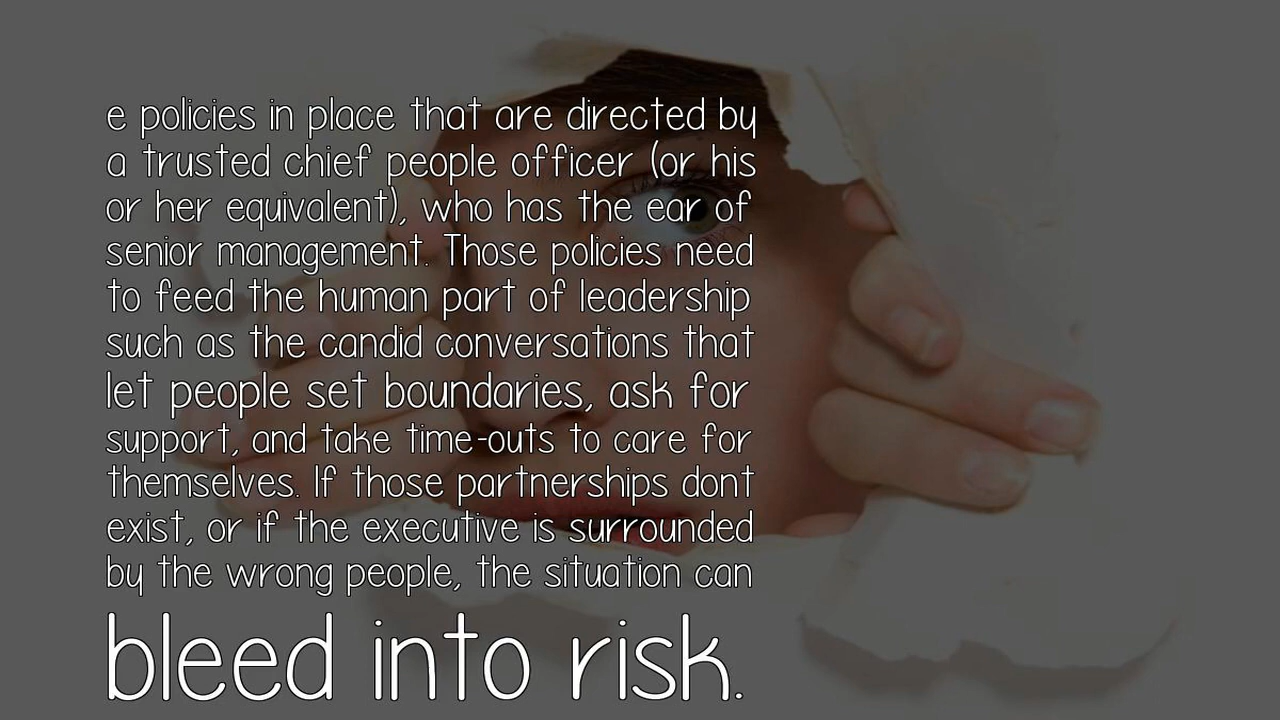 e policies in place that are directed by
a trusted chief people officer (or his
or her equivalent), who has the ear of
senior management. Those policies need
to feed the human part of leadership
such as the candid conversations that
let people set boundaries, ask for
support, and take time-outs to care for
themselves. If those partnerships dont
exist, or if the executive is surrounded
by the wrong people, the situation can
bleed into risk.